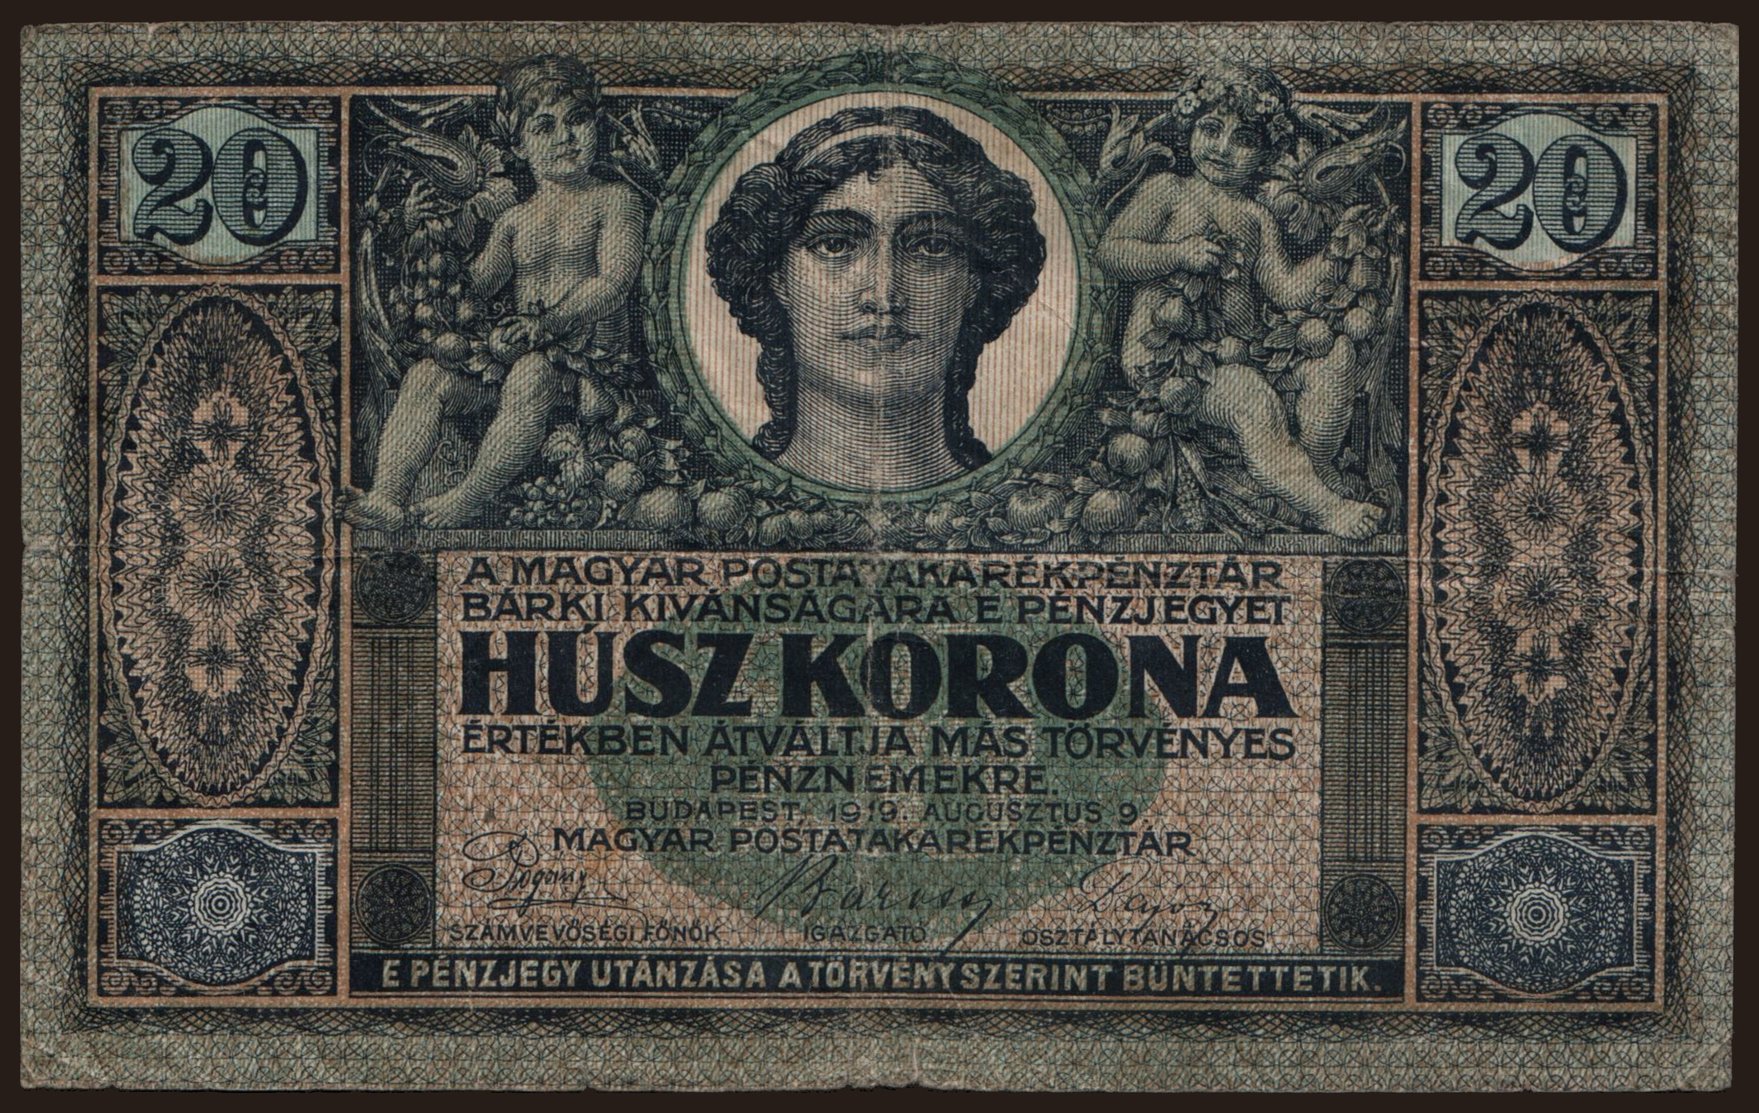 20 20
A MAGYAR POSTATAKARÉKPÉNZTÁR
BÁRKI KIVÁNSÁGÁRA E PÉNZJEGYET
HÚSZ KORONA
ÉRTÉKBEN ÁTVÁLTJA MÁS TÖRVÉNYES
PÉNZNEMEKRE.
BUDAPEST, 1919. AUGUSZTUS 9.
MAGYAR POSTATAKARÉKPÉNZTÁR
SZÁMVEVŐSÉGI FŐNÖK IGAZGATÓ OSZTÁLYTANÁCSOS
E PÉNZJEGY UTÁNZÁSA A TÖRVÉNY SZERINT BÜNTETTETIK.